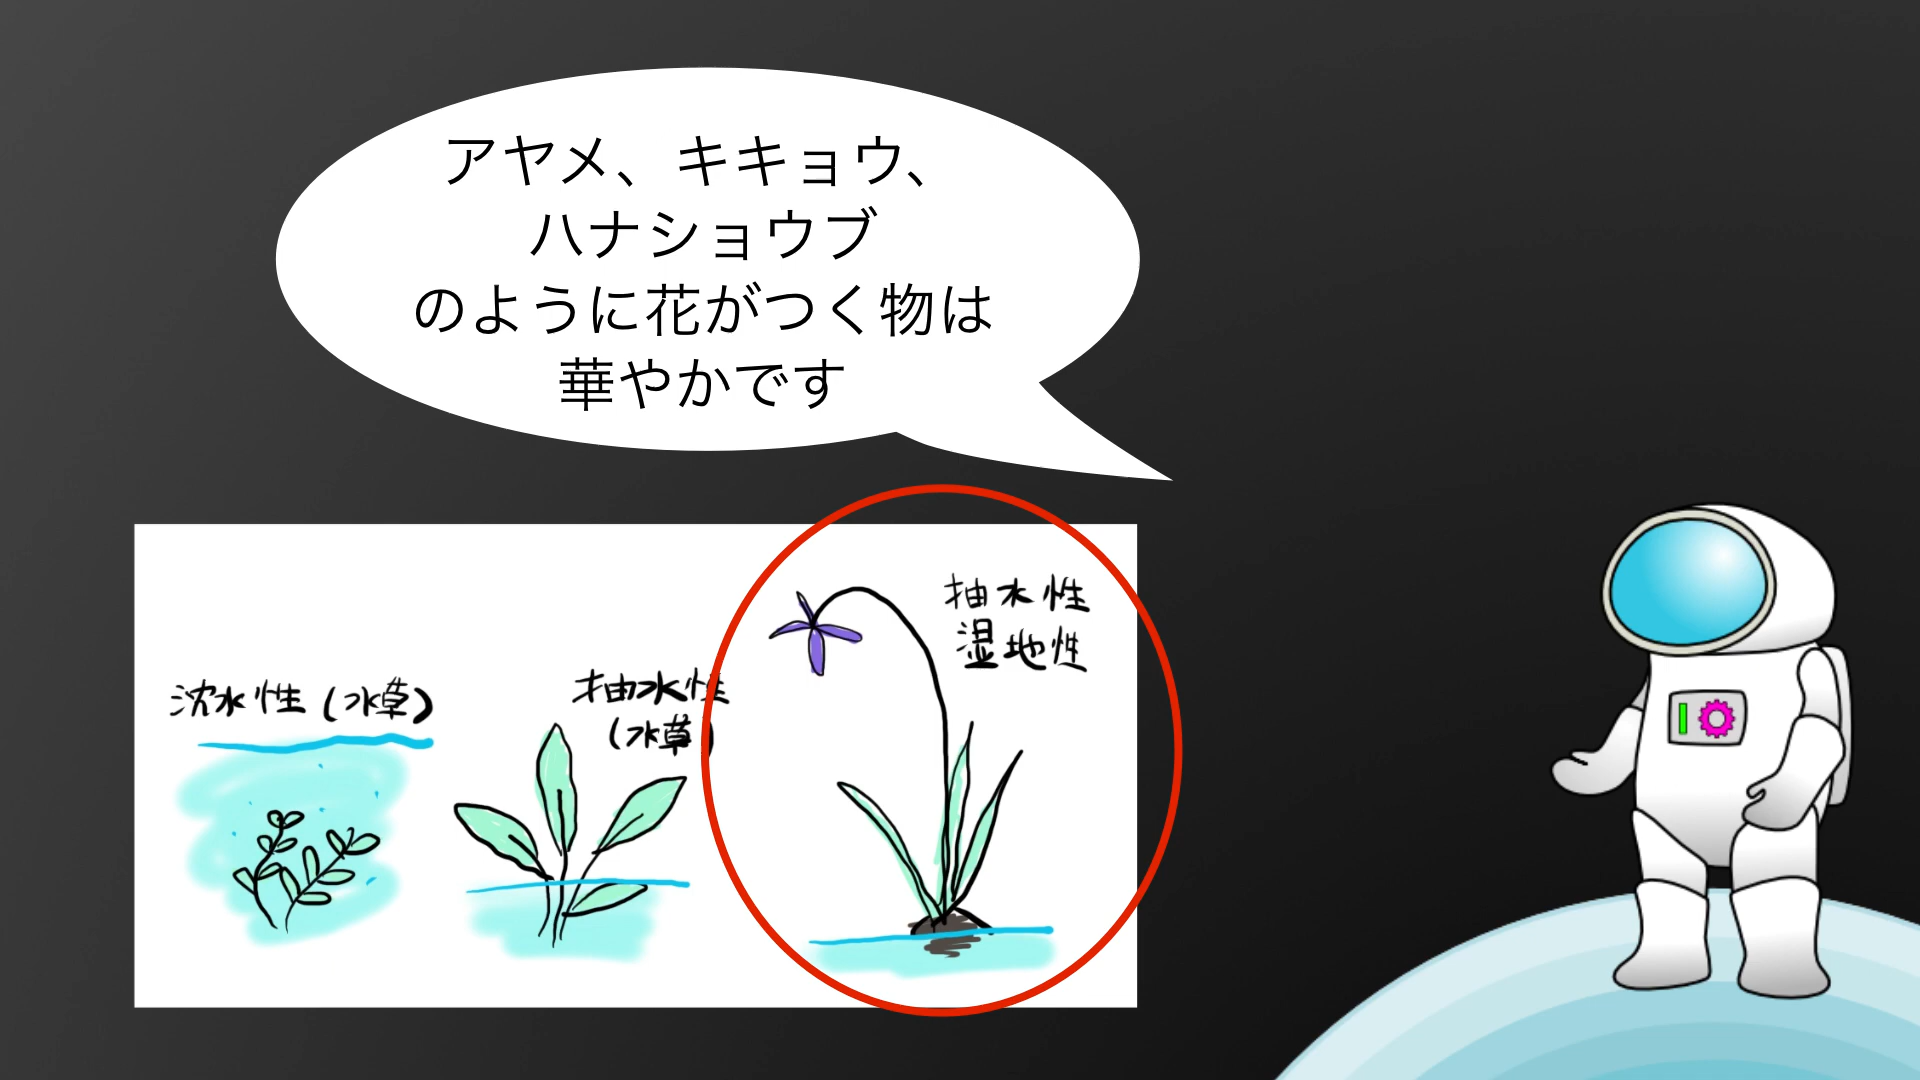 アヤメ、キキョウ、
ハナショウブ
のように花がつく物は
華やかです
沈水性(水草)
抽水性
(水草)
抽水性
湿地性